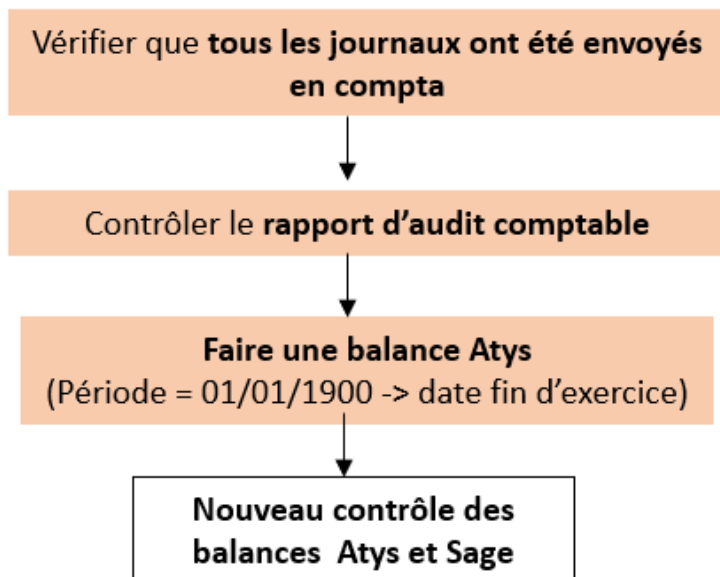 Vérifier que tous les journaux ont été envoyés
en compta
Contrôler le rapport d'audit comptable
Faire une balance Atys
(Période = 01/01/1900 -> date fin d'exercice)
Nouveau contrôle des
balances Atys et Sage